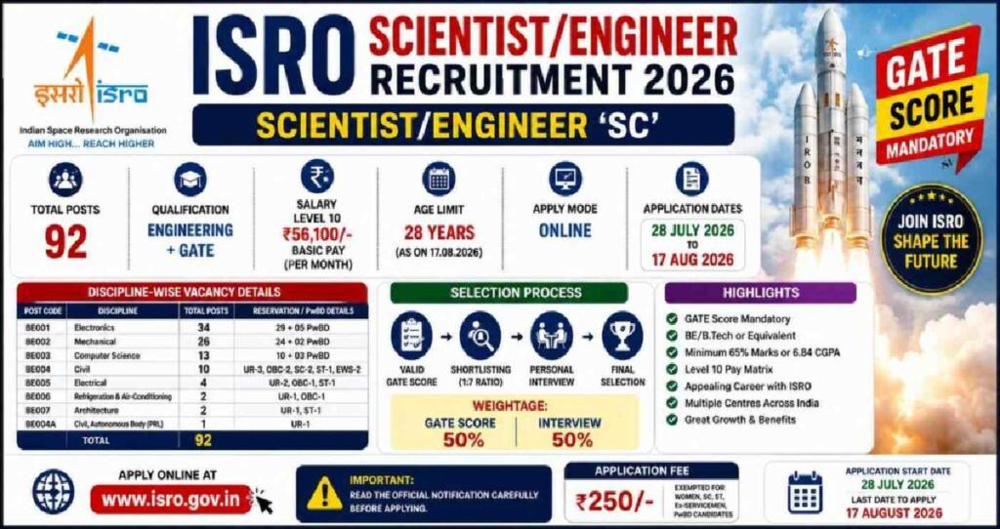 इसरो isro
Indian Space Research Organisation
AIM HIGH... REACH HIGHER
ISRO SCIENTIST/ENGINEER
RECRUITMENT 2026
SCIENTIST/ENGINEER 'SC'
GATE
SCORE
MANDATORY
JOIN ISRO
SHAPE THE
FUTURE
TOTAL POSTS
92
QUALIFICATION
ENGINEERING
+ GATE
SALARY
LEVEL 10
₹56,100/-
BASIC PAY
(PER MONTH)
AGE LIMIT
28 YEARS
(AS ON 17.08.2026)
APPLY MODE
ONLINE
APPLICATION DATES
28 JULY 2026
TO
17 AUG 2026
DISCIPLINE-WISE VACANCY DETAILS
POST CODE DISCIPLINE TOTAL POSTS RESERVATION / PwBD DETAILS
BE001 Electronics 34 29 + 05 PwBD
BE002 Mechanical 26 24 + 02 PwBD
BE003 Computer Science 13 10 + 03 PwBD
BE004 Civil 10 UR-3, OBC-2, SC-2, ST-1, EWS-2
BE005 Electrical 4 UR-2, OBC-1, ST-1
BE006 Refrigeration & Air-Conditioning 2 UR-1, OBC-1
BE007 Architecture 2 UR-1, ST-1
BE004A Civil, Autonomous Body (PRL) 1 UR-1
TOTAL 92
SELECTION PROCESS
VALID
GATE SCORE
SHORTLISTING
(1:7 RATIO)
PERSONAL
INTERVIEW
FINAL
SELECTION
WEIGHTAGE:
GATE SCORE
50%
INTERVIEW
50%
HIGHLIGHTS
GATE Score Mandatory
BE/B.Tech or Equivalent
Minimum 65% Marks or 6.84 CGPA
Level 10 Pay Matrix
Appealing Career with ISRO
Multiple Centres Across India
Great Growth & Benefits
APPLY ONLINE AT
www.isro.gov.in
IMPORTANT:
READ THE OFFICIAL NOTIFICATION CAREFULLY
BEFORE APPLYING.
APPLICATION FEE
₹250/-
EXEMPTED FOR
WOMEN, SC, ST,
Ex-SERVICEMEN,
PwBD CANDIDATES
APPLICATION START DATE
28 JULY 2026
LAST DATE TO APPLY
17 AUGUST 2026